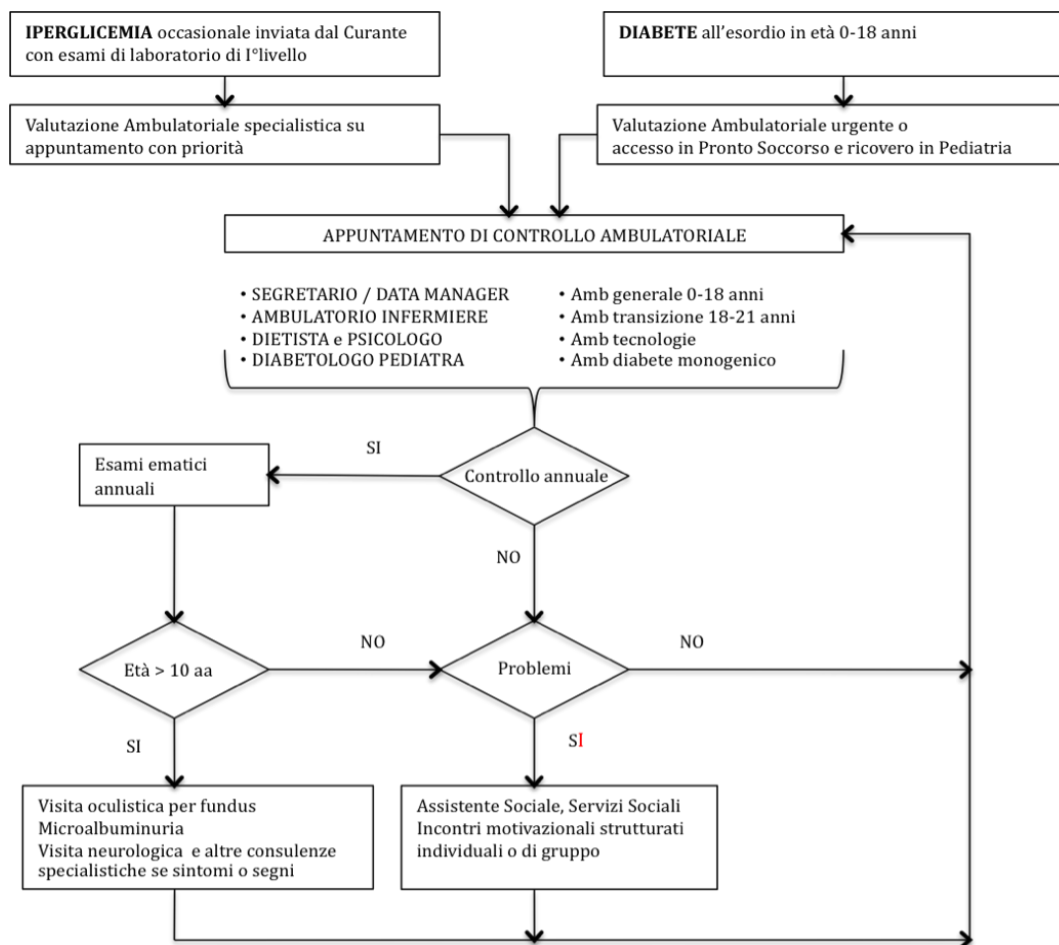 IPERGLICEMIA occasionale inviata dal Curante
con esami di laboratorio di I°livello
DIABETE all'esordio in età 0-18 anni
Valutazione Ambulatoriale specialistica su
appuntamento con priorità
Valutazione Ambulatoriale urgente o
accesso in Pronto Soccorso e ricovero in Pediatria
APPUNTAMENTO DI CONTROLLO AMBULATORIALE
• SEGRETARIO / DATA MANAGER
• AMBULATORIO INFERMIERE
• DIETISTA e PSICOLOGO
• DIABETOLOGO PEDIATRA
• Amb generale 0-18 anni
• Amb transizione 18-21 anni
• Amb tecnologie
• Amb diabete monogenico
SI
Controllo annuale
Esami ematici
annuali
NO
Età > 10 aa
NO
Problemi
NO
SI
SI
Visita oculistica per fundus
Microalbuminuria
Visita neurologica e altre consulenze
specialistiche se sintomi o segni
Assistente Sociale, Servizi Sociali
Incontri motivazionali strutturati
individuali o di gruppo